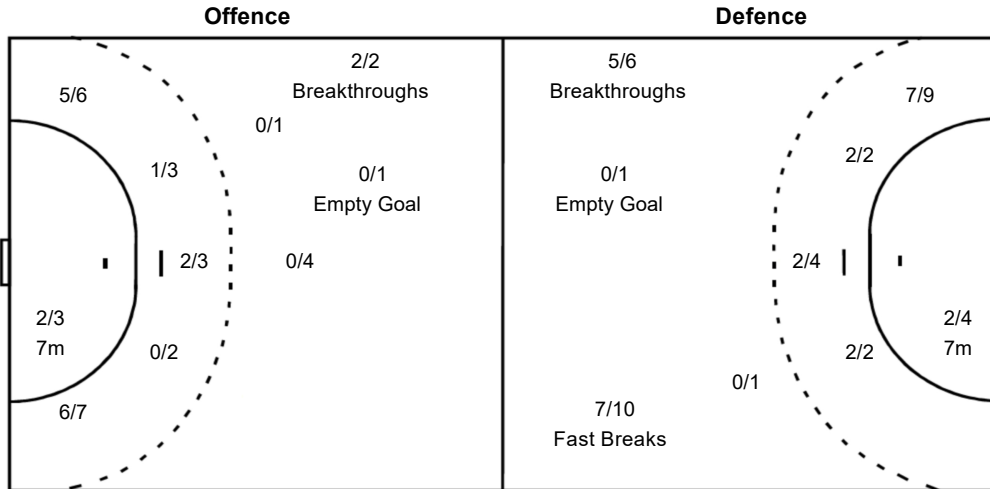 Offence
2/2
Breakthroughs
5/6
0/1
1/3
0/1
Empty Goal
2/3
0/4
2/3
7m
0/2
6/7
Defence
5/6
Breakthroughs
7/9
2/2
0/1
Empty Goal
2/4
2/4
7m
2/2
0/1
7/10
Fast Breaks